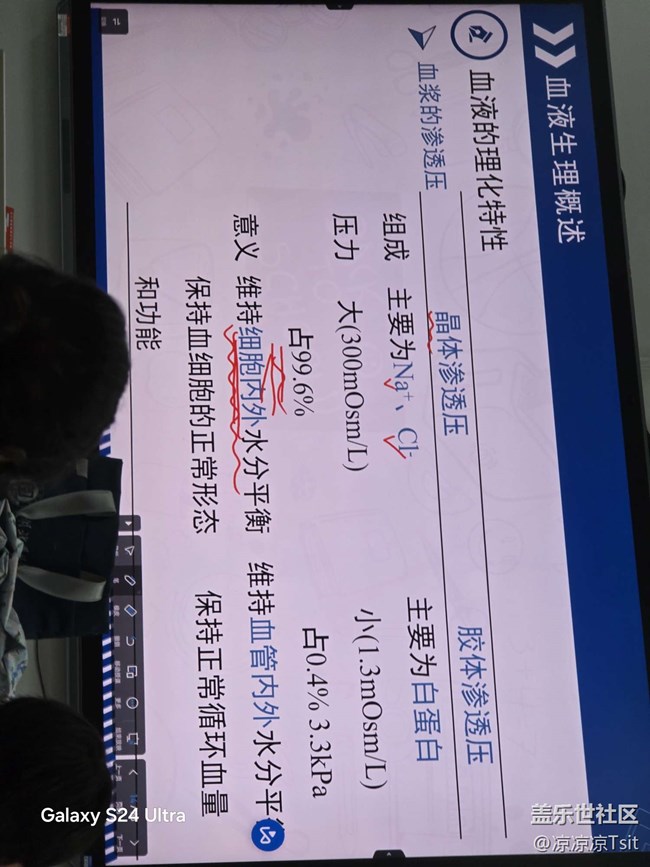 血液生理概述
血液的理化特性
血浆的渗透压
晶体渗透压 胶体渗透压
组成 主要为Na⁺、Cl⁻ 主要为白蛋白
压力 大(300mOsm/L) 小(1.3mOsm/L)
占99.6% 占0.4% 3.3kPa
意义 维持细胞内外水分平衡 维持血管内外水分平
保持血细胞的正常形态 保持正常循环血量
和功能
Galaxy S24 Ultra
盖乐世社区
@凉凉凉Tsit